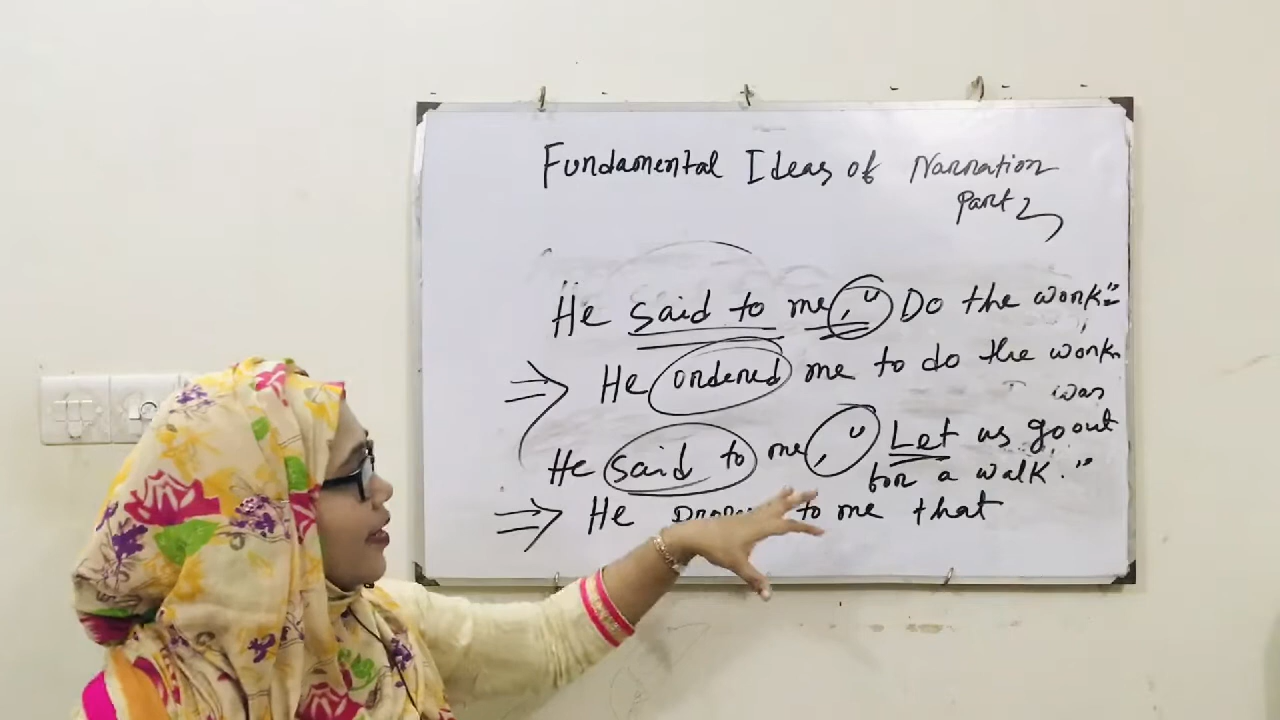 Fundamental Ideas of Narration
Part 2
He said to me, " Do the work"
⇒ He ordered me to do the work
was
He said to me, " Let us go out
for a walk."
⇒ He to me that